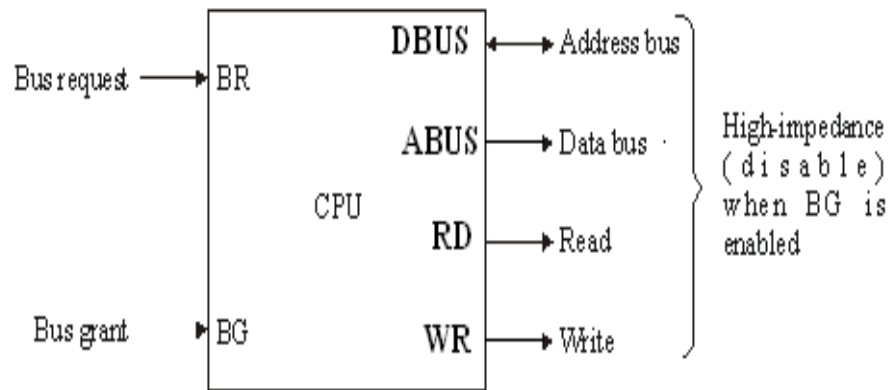 DBUS
Address bus
Bus request
BR
ABUS
Data bus
High-impedance
(disable)
when BG is
enabled
CPU
RD
Read
Bus grant
BG
WR
Write